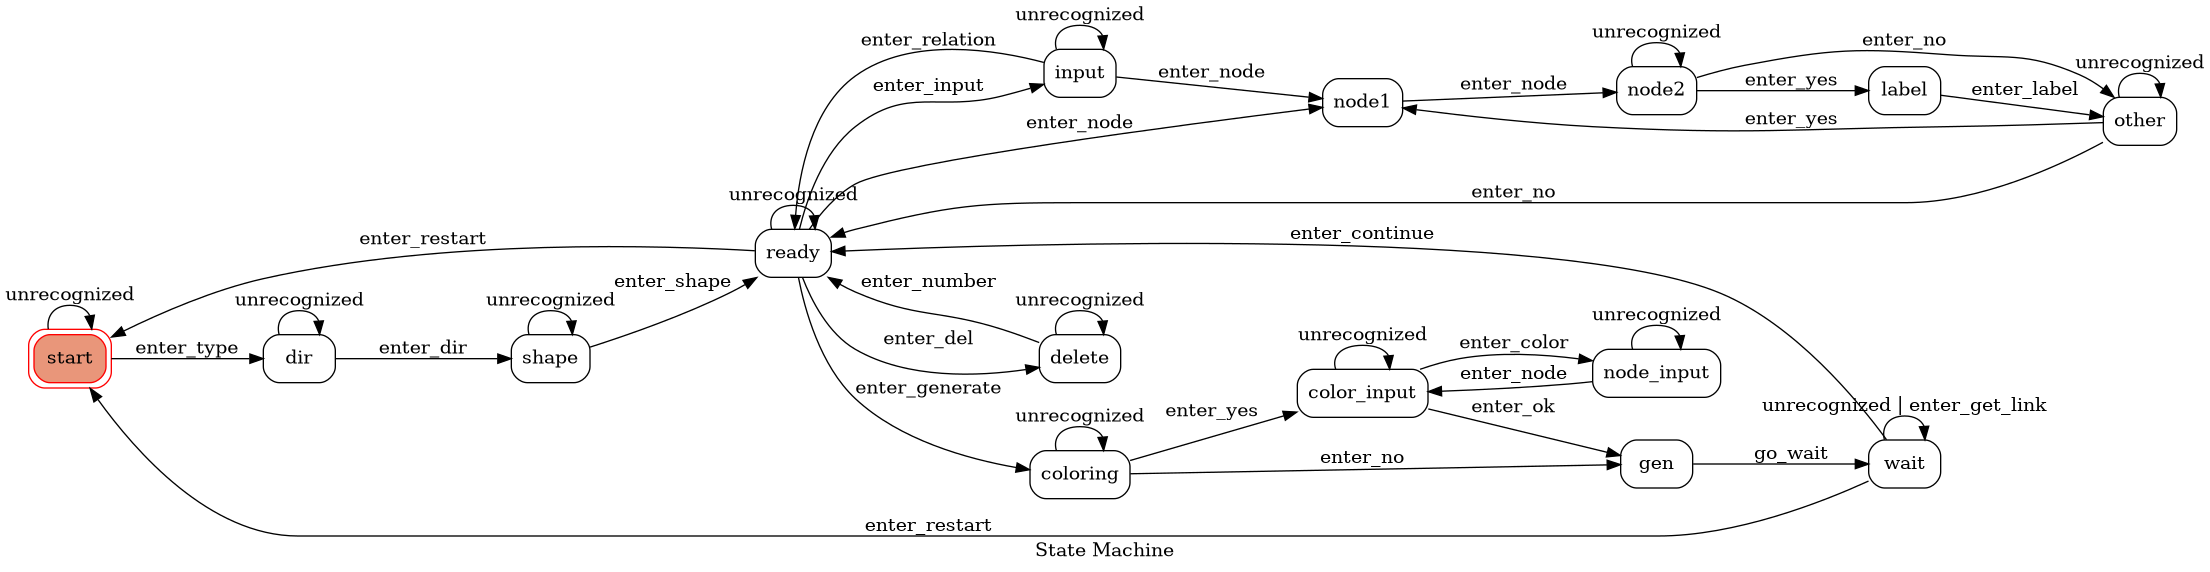 unrecognized
enter_relation
input
enter_input
enter_node
enter_node
node1
enter_node
unrecognized
node2
enter_no
enter_yes
label
enter_label
unrecognized
other
enter_yes
enter_no
unrecognized
ready
enter_restart
enter_continue
unrecognized
start
enter_type
unrecognized
dir
enter_dir
unrecognized
shape
enter_shape
enter_number
enter_del
unrecognized
delete
enter_generate
unrecognized
coloring
enter_yes
enter_no
unrecognized
color_input
enter_color
enter_node
unrecognized
node_input
enter_ok
gen
go_wait
unrecognized | enter_get_link
wait
enter_restart
State Machine